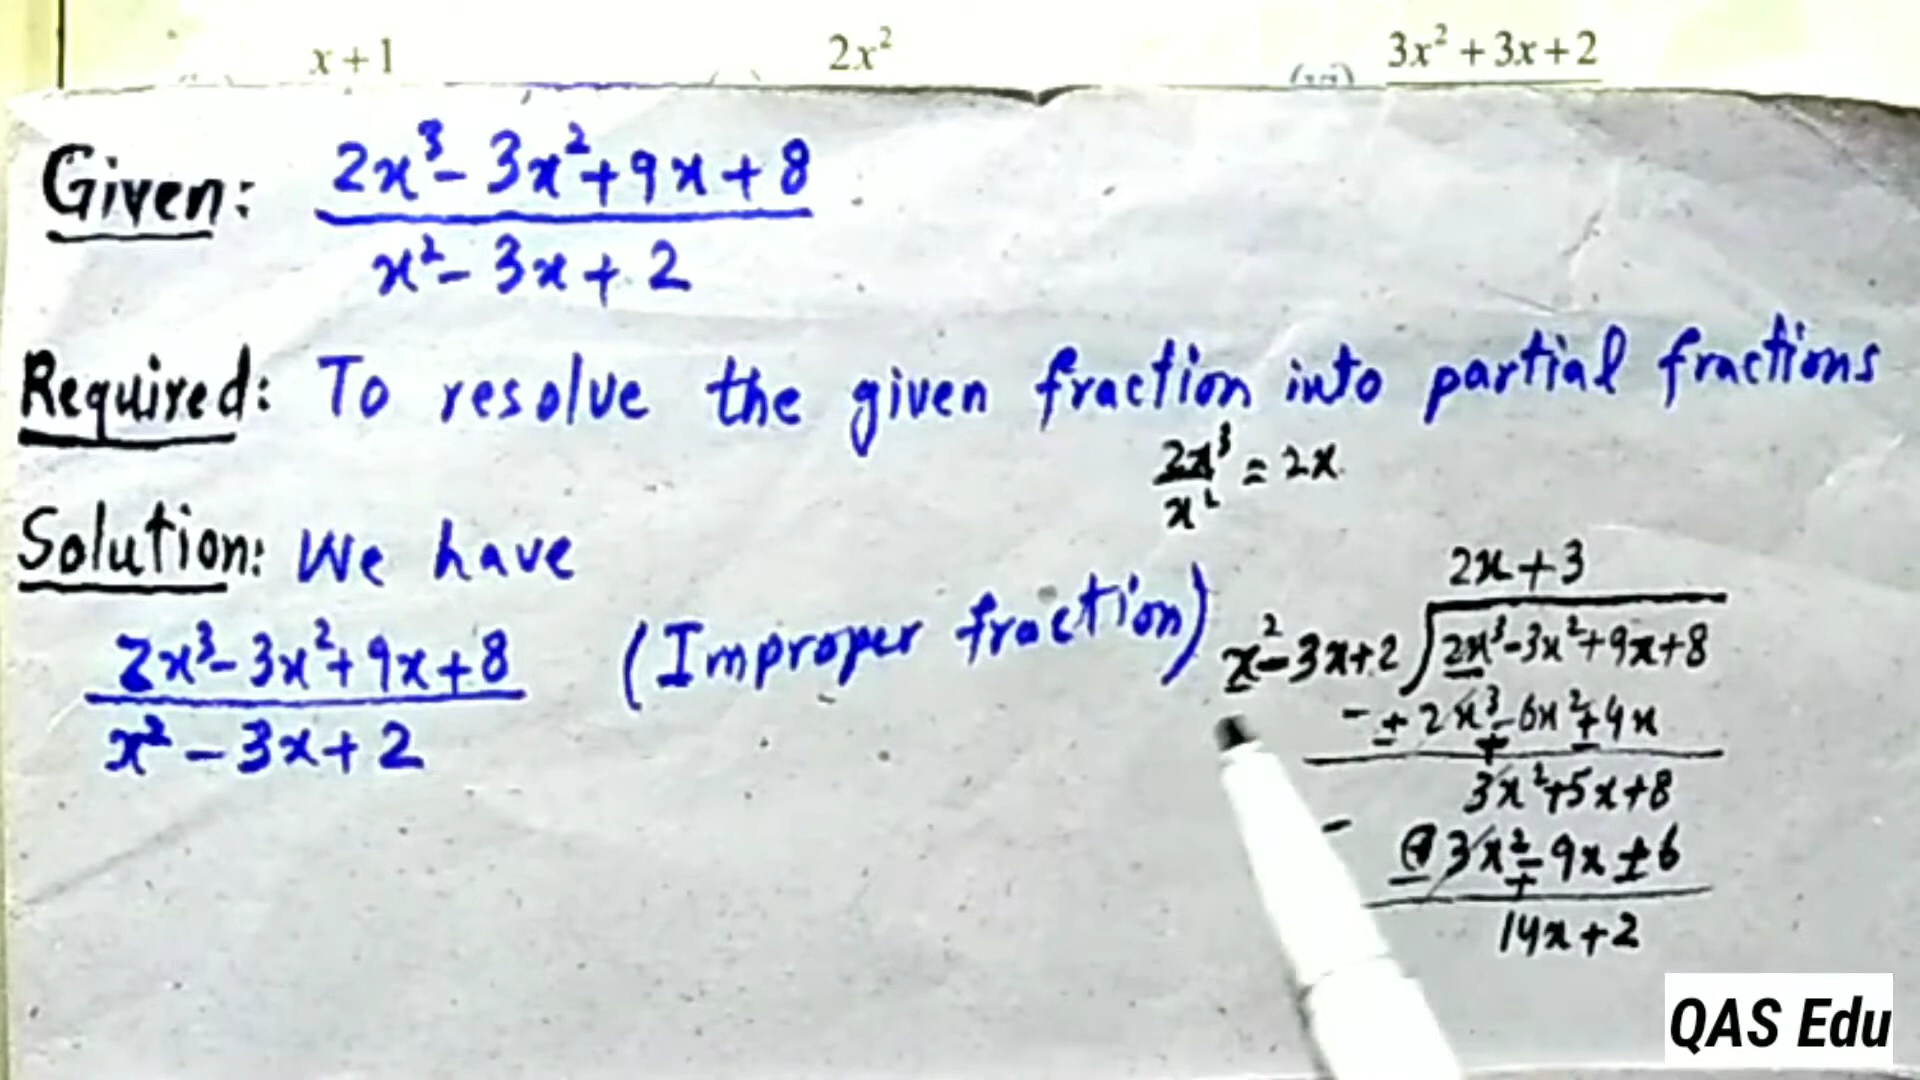 x+1 2x² (vi) 3x²+3x+2
Given: 2x³-3x²+9x+8
x²-3x+2
Required: To resolve the given fraction into partial fractions
2x³/x² = 2x
Solution: We have
2x+3
2x³-3x²+9x+8 (Improper fraction) x²-3x+2 √2x³-3x²+9x+8
x²-3x+2
- ± 2x³ ∓ 6x² ± 4x
3x²+5x+8
- ± 3x² ∓ 9x ± 6
14x+2
QAS Edu